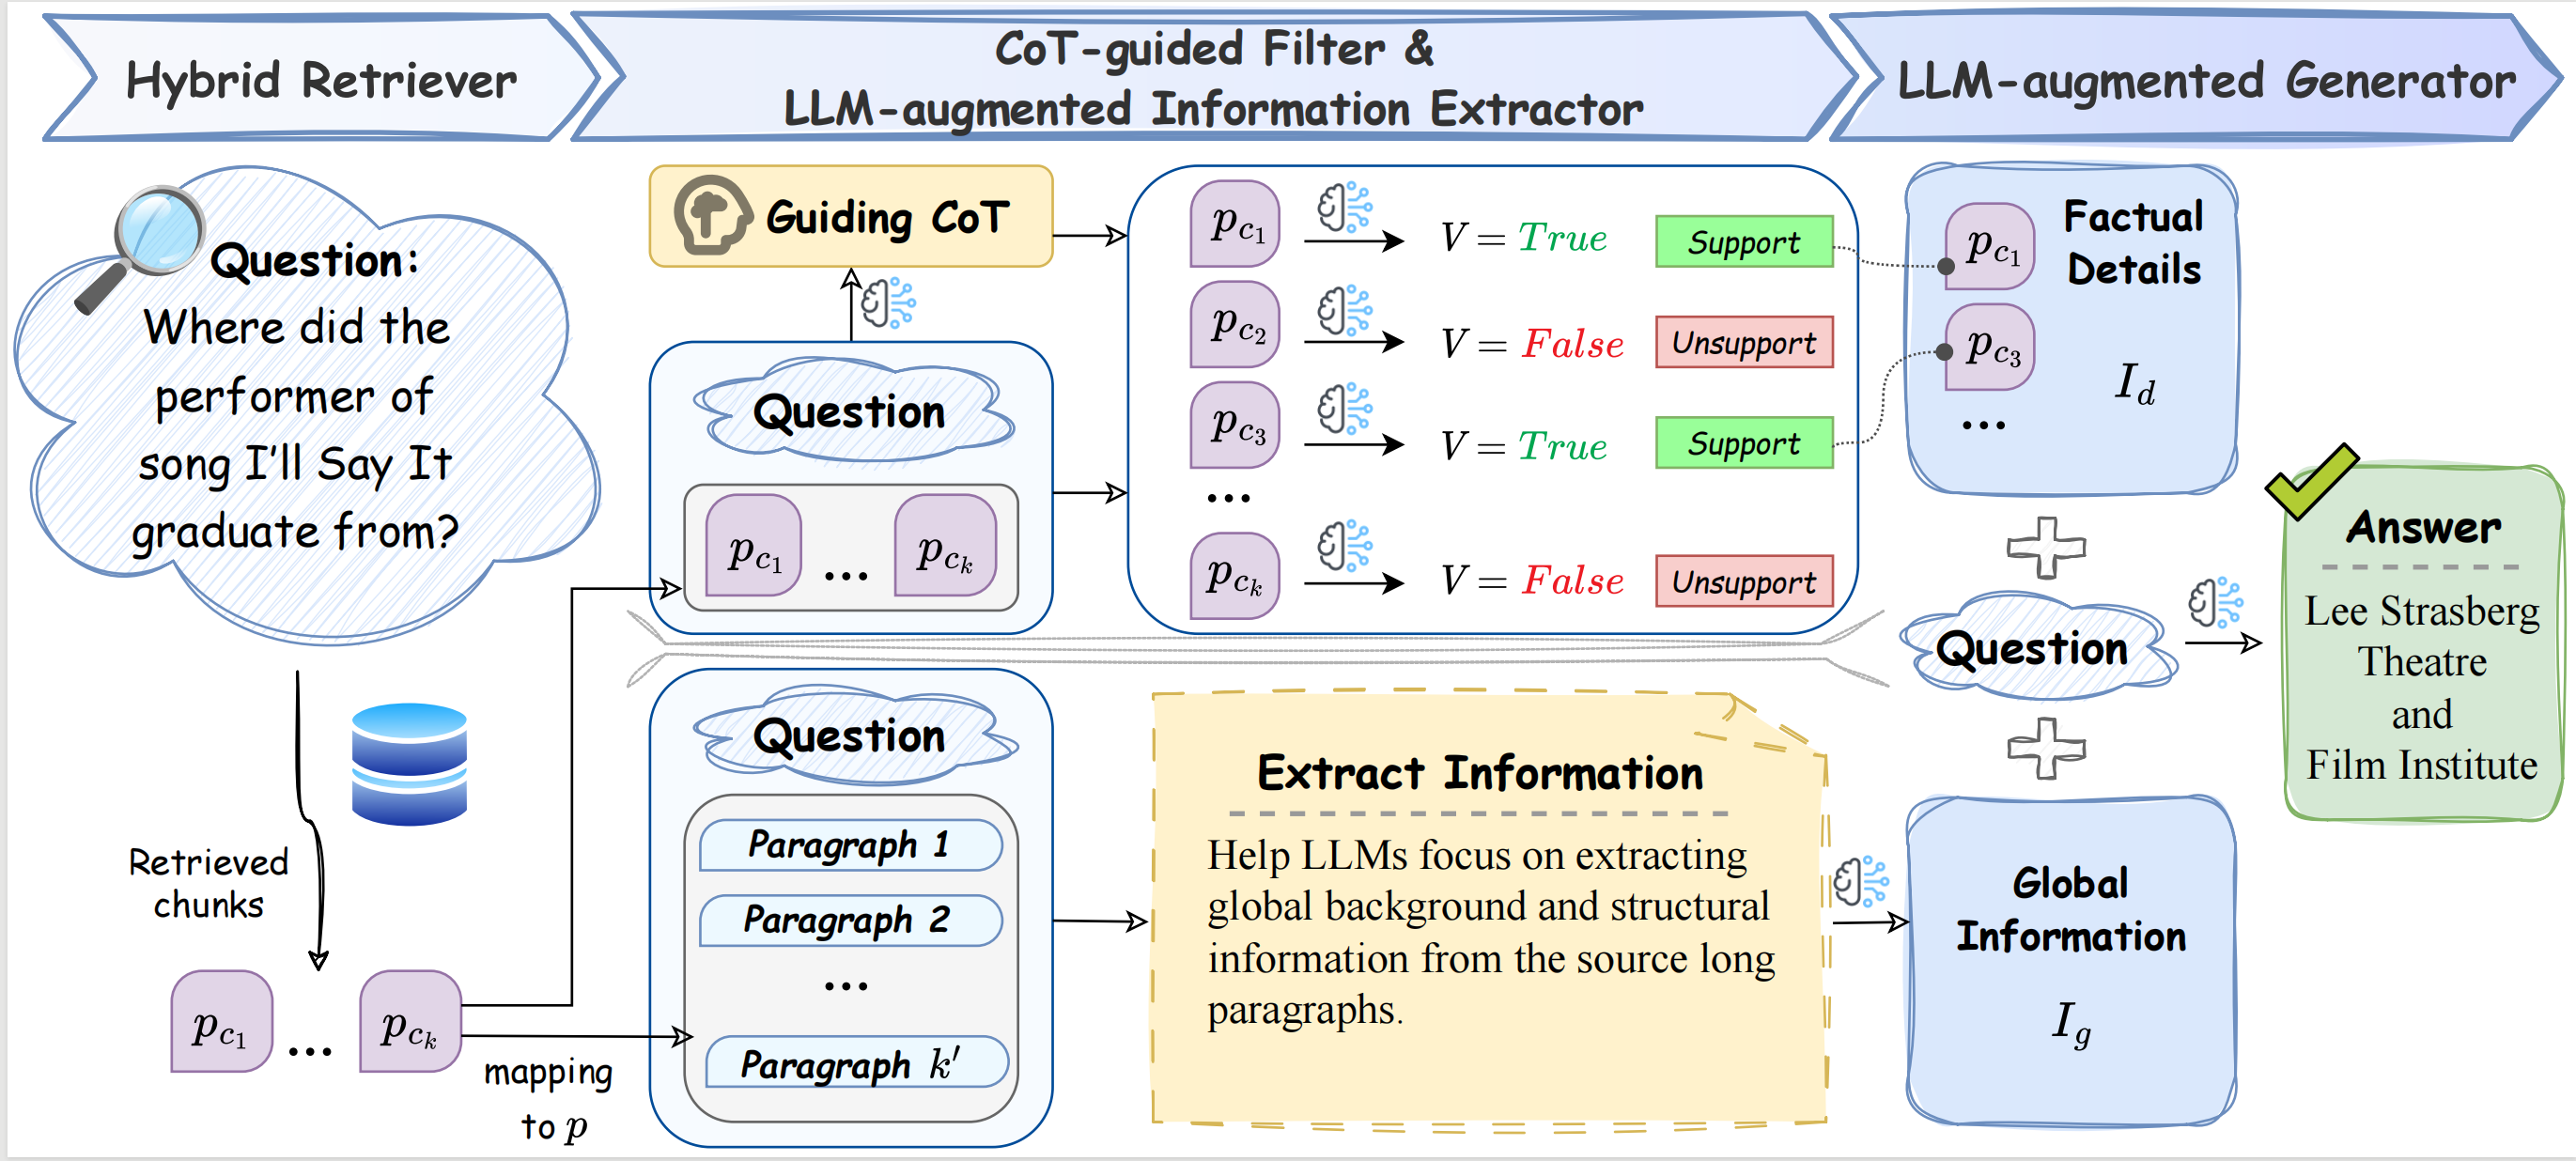 Hybrid Retriever
CoT-guided Filter &
LLM-augmented Information Extractor
LLM-augmented Generator
Question:
Where did the
performer of
song I'll Say It
graduate from?
Retrieved
chunks
p_{c_1}
...
p_{c_k}
mapping
to p
Guiding CoT
Question
p_{c_1}
...
p_{c_k}
Question
Paragraph 1
Paragraph 2
...
Paragraph k′
p_{c_1} V = True Support
p_{c_2} V = False Unsupport
p_{c_3} V = True Support
...
p_{c_k} V = False Unsupport
Extract Information
Help LLMs focus on extracting
global background and structural
information from the source long
paragraphs.
Factual
Details
p_{c_1}
p_{c_3}
...
I_d
Question
Global
Information
I_g
Answer
Lee Strasberg
Theatre
and
Film Institute